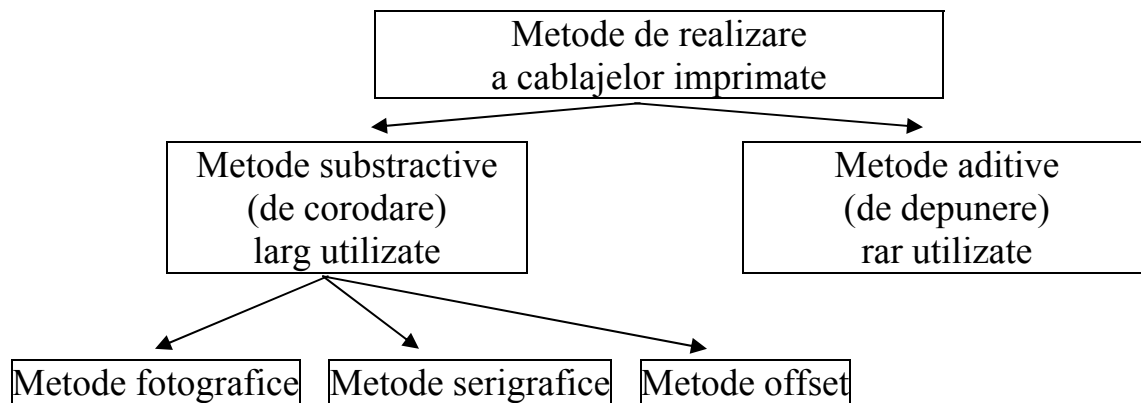 Metode de realizare
a cablajelor imprimate
Metode substractive
(de corodare)
larg utilizate
Metode aditive
(de depunere)
rar utilizate
Metode fotografice
Metode serigrafice
Metode offset